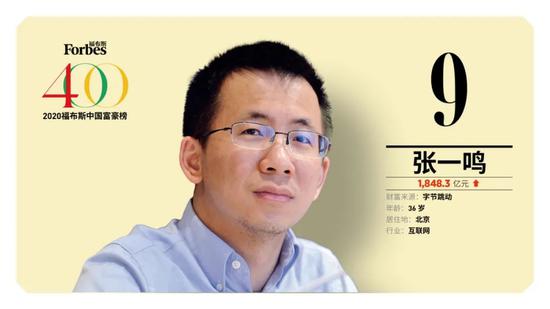 福布斯
Forbes
400
2020福布斯中国富豪榜
9
张一鸣
1,848.3 亿元
财富来源：字节跳动
年龄：36 岁
居住地：北京
行业：互联网